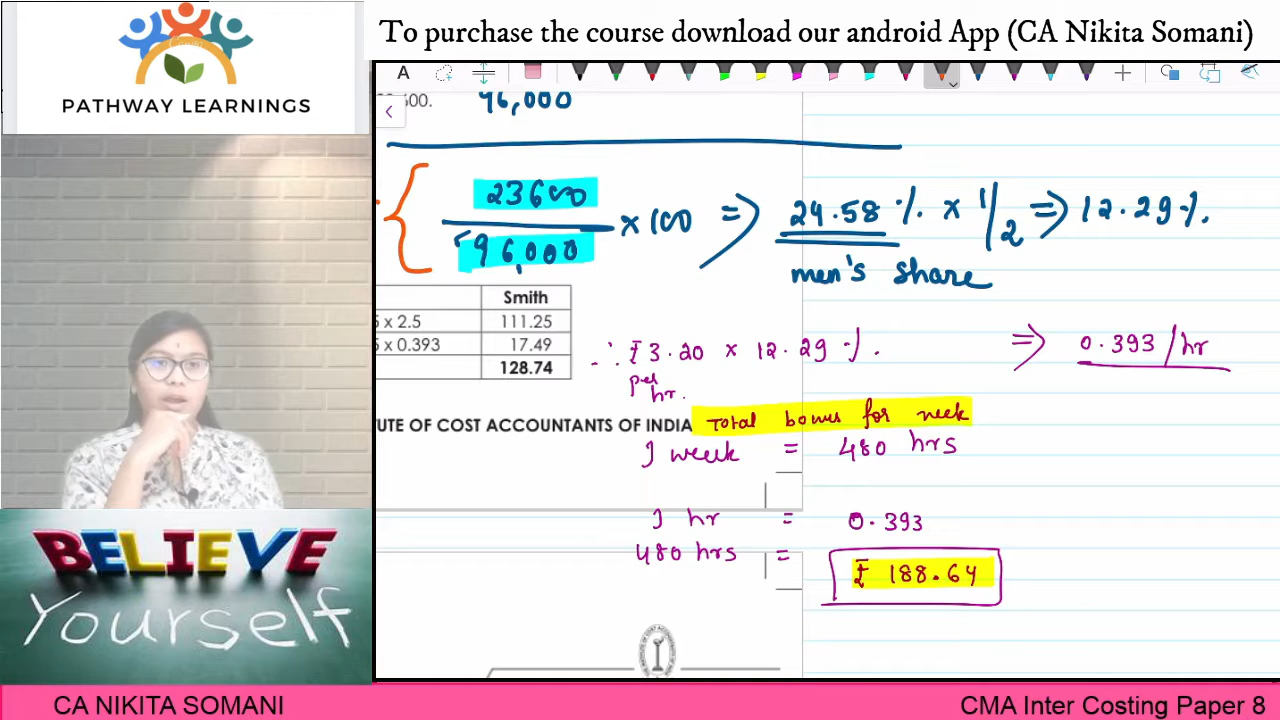 To purchase the course download our android App (CA Nikita Somani)
PATHWAY LEARNINGS
A
600. 96,000
23600
96,000
x 100 => 24.58 % x 1/2 => 12.29%.
men's share
Smith
5 x 2.5 111.25
5 x 0.393 17.49
128.74
∴ ₹3.20 x 12.29 %. => 0.393/hr
per
hr.
TUTE OF COST ACCOUNTANTS OF INDIA
Total bonus for week
1 week = 480 hrs
1 hr = 0.393
480 hrs = ₹ 188.64
BELIEVE
Yourself
CA NIKITA SOMANI
CMA Inter Costing Paper 8